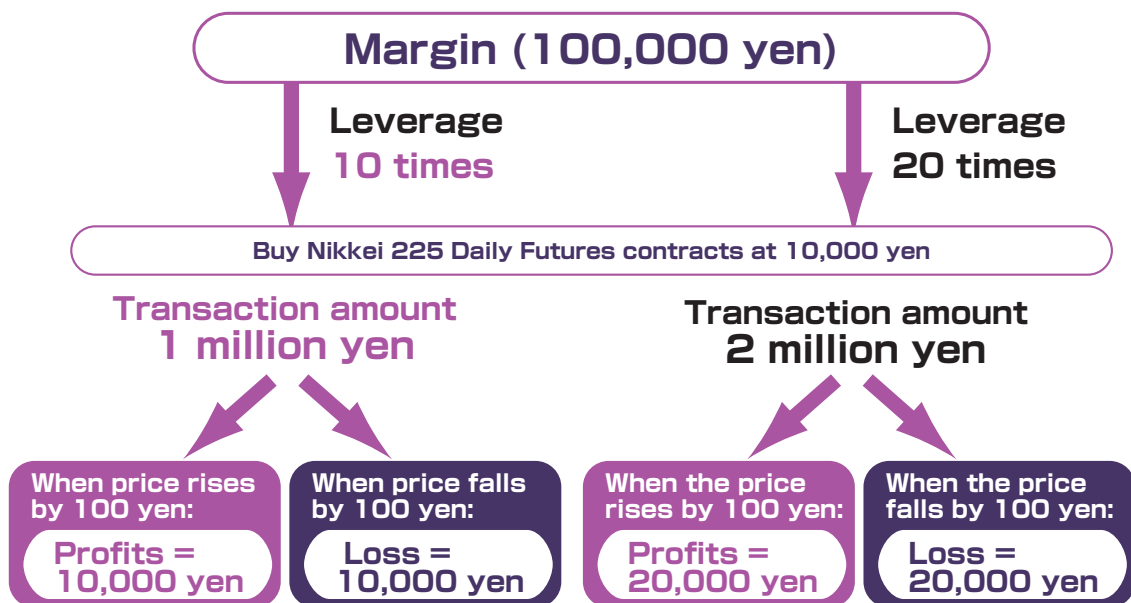 Margin (100,000 yen)
Leverage
10 times
Leverage
20 times
Buy Nikkei 225 Daily Futures contracts at 10,000 yen
Transaction amount
1 million yen
Transaction amount
2 million yen
When price rises
by 100 yen:
Profits =
10,000 yen
When price falls
by 100 yen:
Loss =
10,000 yen
When the price
rises by 100 yen:
Profits =
20,000 yen
When the price
falls by 100 yen:
Loss =
20,000 yen